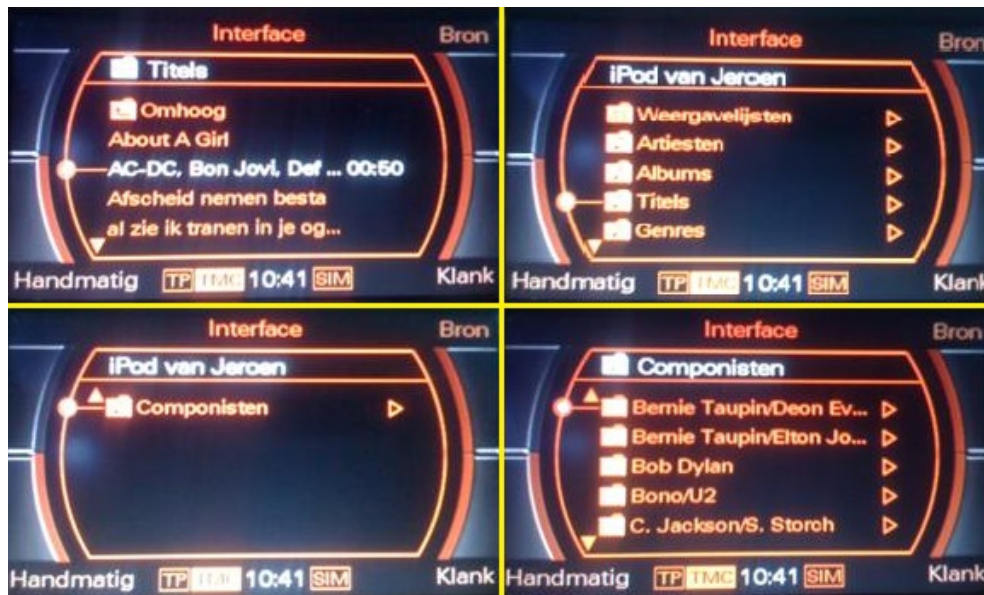 Interface
Bron
Titels
Omhoog
About A Girl
AC-DC, Bon Jovi, Def ... 00:50
Afscheid nemen besta
al zie ik tranen in je og...
Handmatig TP TMC 10:41 SIM Klank
Interface
Bron
iPod van Jeroen
Weergavelijsten
Artiesten
Albums
Titels
Genres
Handmatig TP TMC 10:41 SIM Klank
Interface
Bron
iPod van Jeroen
Componisten
Handmatig TP TMC 10:41 SIM Klank
Interface
Bron
Componisten
Bernie Taupin/Deon Ev...
Bernie Taupin/Elton Jo...
Bob Dylan
Bono/U2
C. Jackson/S. Storch
Handmatig TP TMC 10:41 SIM Klank